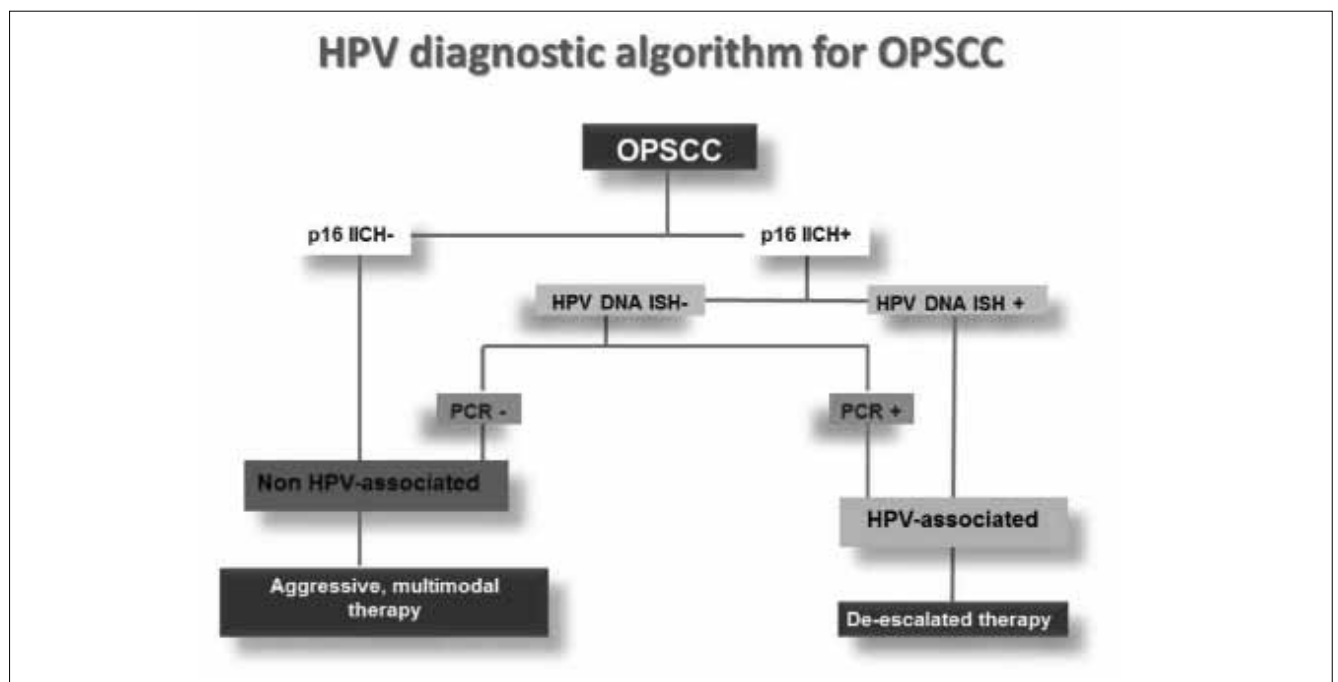 HPV diagnostic algorithm for OPSCC
OPSCC
p16 IICH-
p16 IICH+
HPV DNA ISH-
HPV DNA ISH +
PCR -
PCR +
Non HPV-associated
HPV-associated
Aggressive, multimodal
therapy
De-escalated therapy